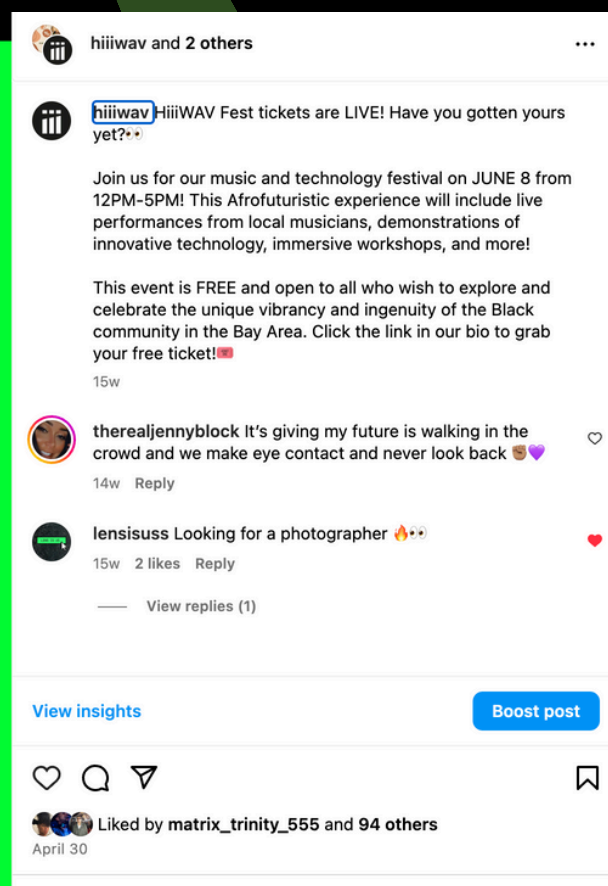 hiiiwav and 2 others
hiiiwav HiiiWAV Fest tickets are LIVE! Have you gotten yours
yet?👀
Join us for our music and technology festival on JUNE 8 from
12PM-5PM! This Afrofuturistic experience will include live
performances from local musicians, demonstrations of
innovative technology, immersive workshops, and more!
This event is FREE and open to all who wish to explore and
celebrate the unique vibrancy and ingenuity of the Black
community in the Bay Area. Click the link in our bio to grab
your free ticket!🎟️
15w
therealjennyblock It’s giving my future is walking in the
crowd and we make eye contact and never look back ✊🏽💜
14w Reply
lensisuss Looking for a photographer 🔥👀
15w 2 likes Reply
View replies (1)
View insights
Boost post
Liked by matrix_trinity_555 and 94 others
April 30